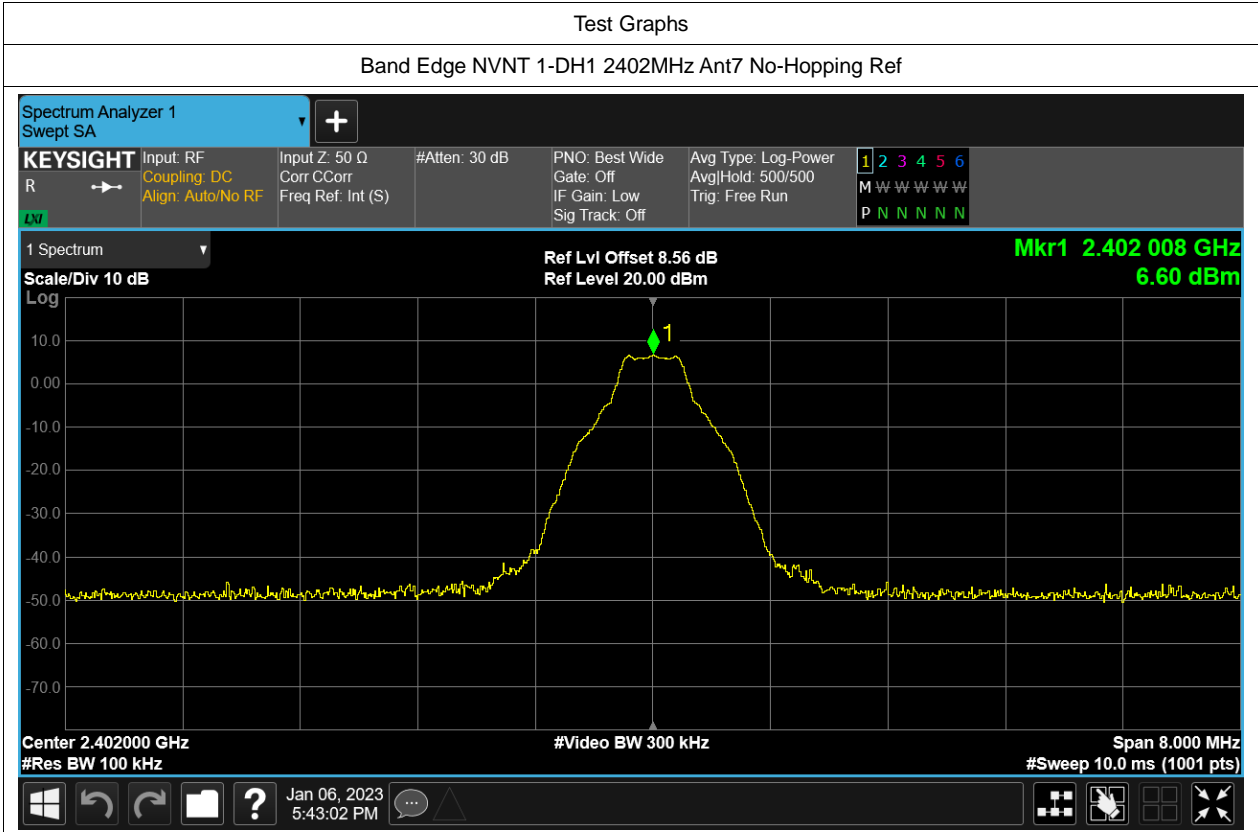 Test Graphs
Band Edge NVNT 1-DH1 2402MHz Ant7 No-Hopping Ref
Spectrum Analyzer 1
Swept SA
KEYSIGHT
R
LXI
Input: RF
Coupling: DC
Align: Auto/No RF
Input Z: 50 Ω
Corr CCorr
Freq Ref: Int (S)
#Atten: 30 dB
PNO: Best Wide
Gate: Off
IF Gain: Low
Sig Track: Off
Avg Type: Log-Power
Avg|Hold: 500/500
Trig: Free Run
1 2 3 4 5 6
M W W W W W
P N N N N N
1 Spectrum
Scale/Div 10 dB
Ref Lvl Offset 8.56 dB
Ref Level 20.00 dBm
Mkr1 2.402 008 GHz
6.60 dBm
Log
1
10.0
0.00
-10.0
-20.0
-30.0
-40.0
-50.0
-60.0
-70.0
Center 2.402000 GHz
#Res BW 100 kHz
#Video BW 300 kHz
Span 8.000 MHz
#Sweep 10.0 ms (1001 pts)
?
Jan 06, 2023
5:43:02 PM